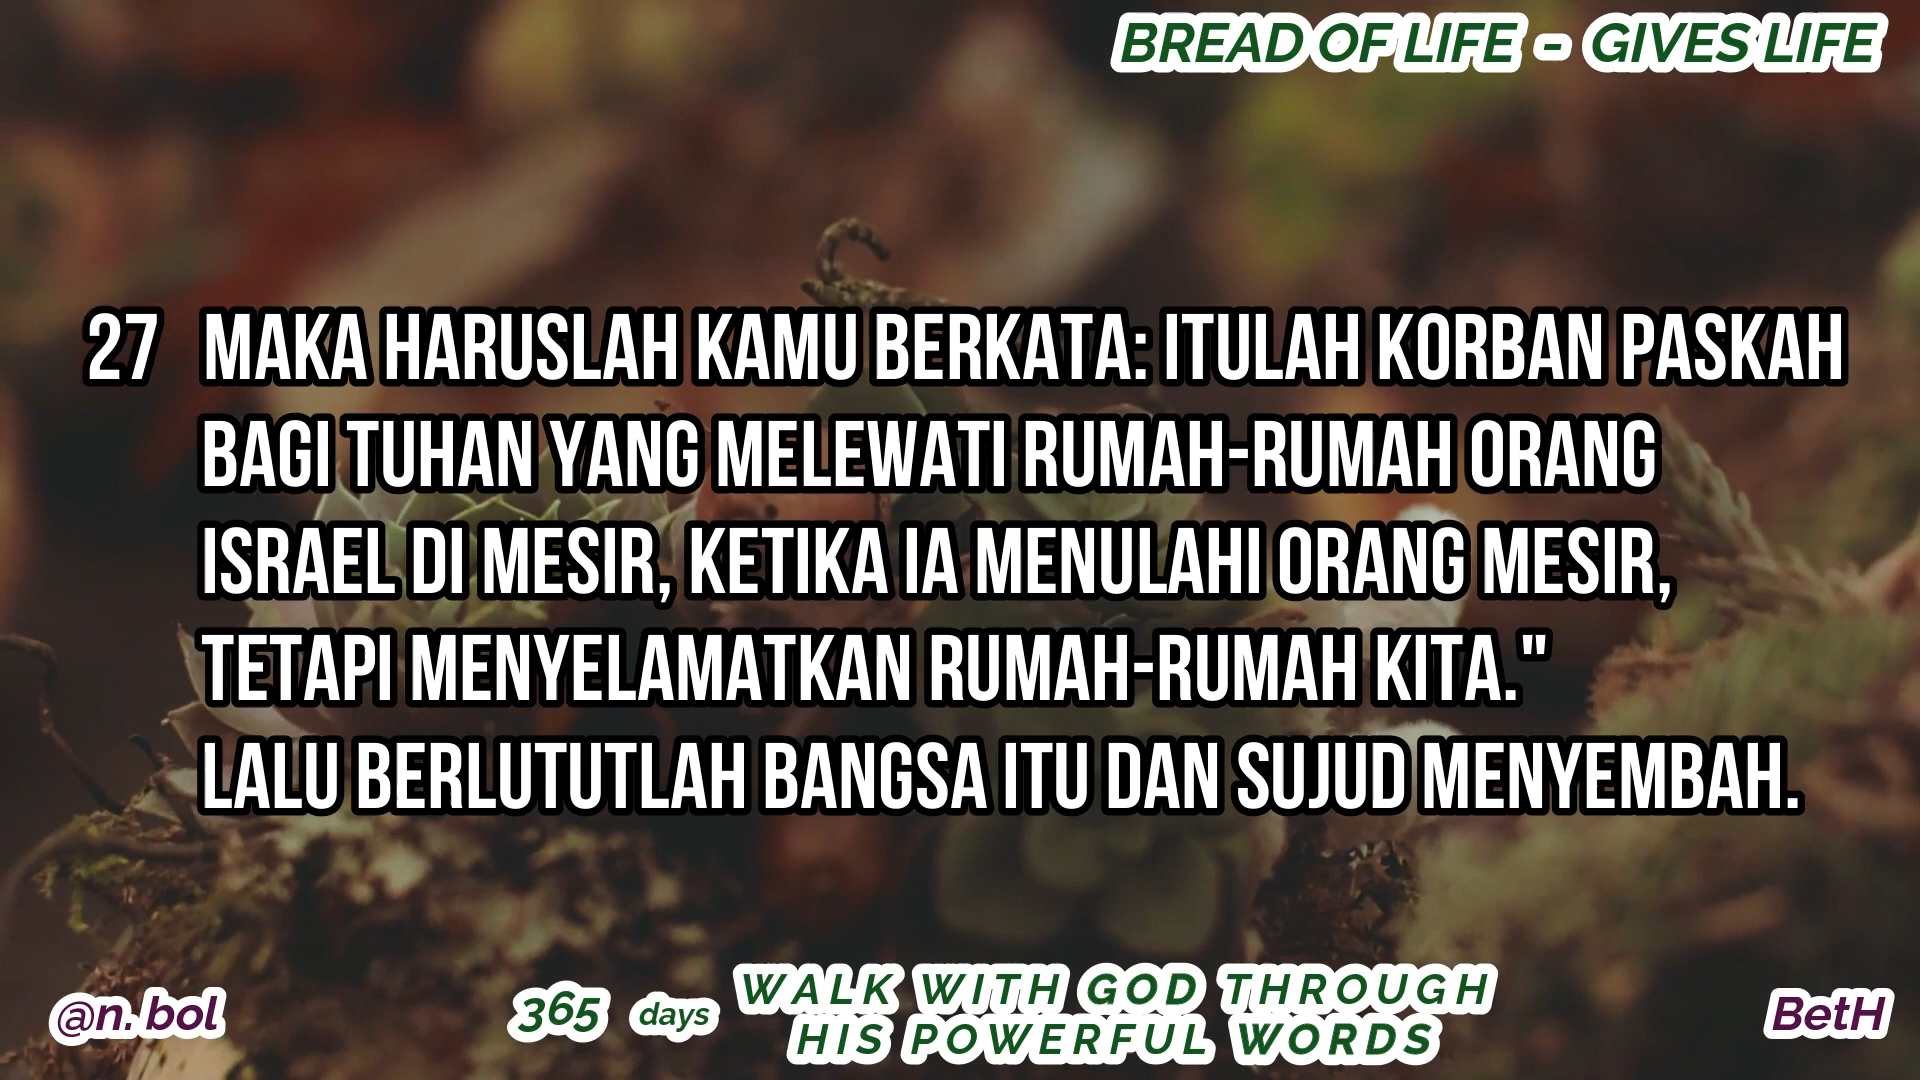 BREAD OF LIFE - GIVES LIFE
27 MAKA HARUSLAH KAMU BERKATA: ITULAH KORBAN PASKAH
BAGI TUHAN YANG MELEWATI RUMAH-RUMAH ORANG
ISRAEL DI MESIR, KETIKA IA MENULAHI ORANG MESIR,
TETAPI MENYELAMATKAN RUMAH-RUMAH KITA."
LALU BERLUTUTLAH BANGSA ITU DAN SUJUD MENYEMBAH.
@n. bol
365 days
WALK WITH GOD THROUGH
HIS POWERFUL WORDS
BetH